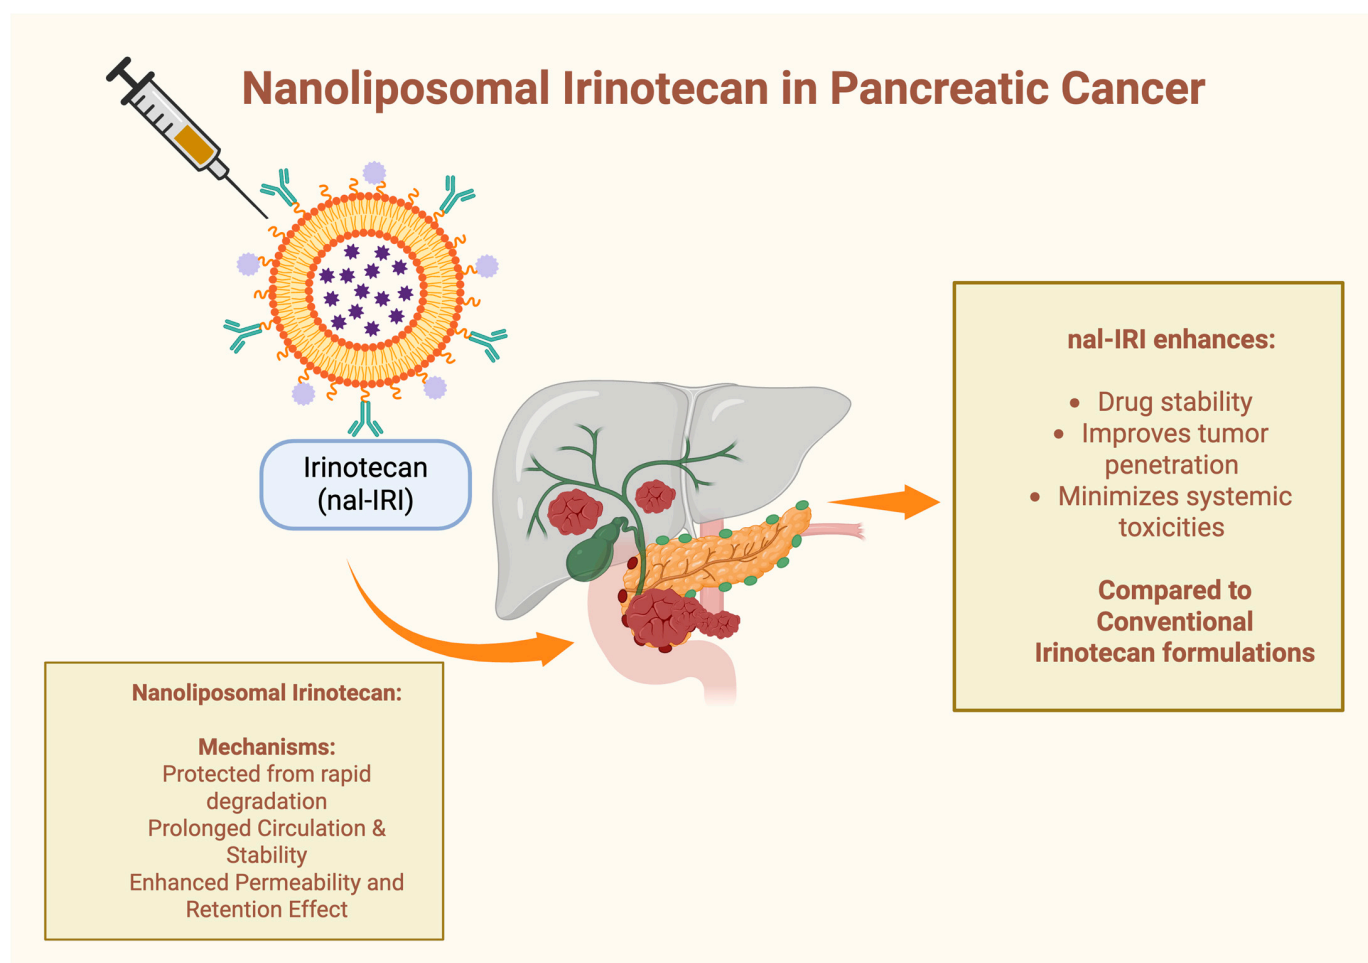 Nanoliposomal Irinotecan in Pancreatic Cancer
Irinotecan
(nal-IRI)
Nanoliposomal Irinotecan:
Mechanisms:
Protected from rapid
degradation
Prolonged Circulation &
Stability
Enhanced Permeability and
Retention Effect
nal-IRI enhances:
• Drug stability
• Improves tumor
penetration
• Minimizes systemic
toxicities
Compared to
Conventional
Irinotecan formulations